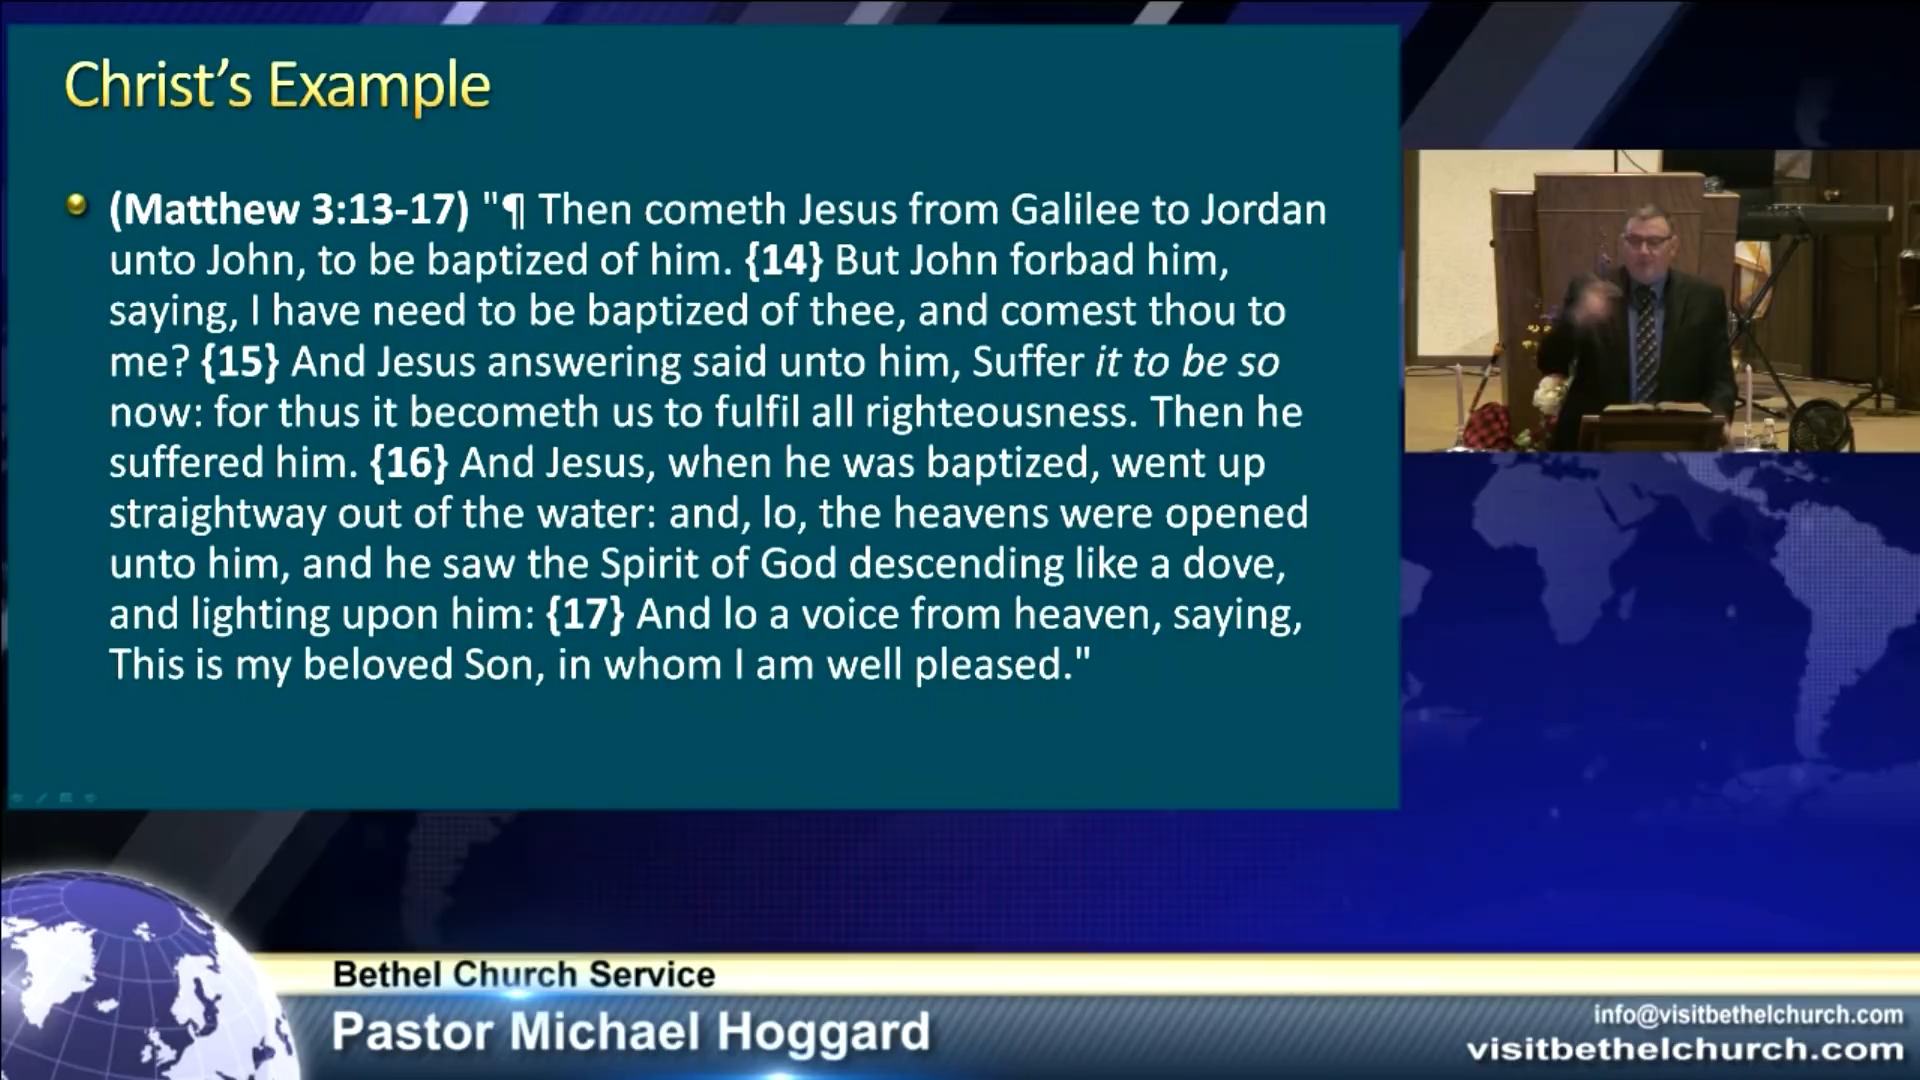 Christ's Example
(Matthew 3:13-17) "¶ Then cometh Jesus from Galilee to Jordan
unto John, to be baptized of him. {14} But John forbad him,
saying, I have need to be baptized of thee, and comest thou to
me? {15} And Jesus answering said unto him, Suffer it to be so
now: for thus it becometh us to fulfil all righteousness. Then he
suffered him. {16} And Jesus, when he was baptized, went up
straightway out of the water: and, lo, the heavens were opened
unto him, and he saw the Spirit of God descending like a dove,
and lighting upon him: {17} And lo a voice from heaven, saying,
This is my beloved Son, in whom I am well pleased."
Bethel Church Service
Pastor Michael Hoggard
info@visitbethelchurch.com
visitbethelchurch.com